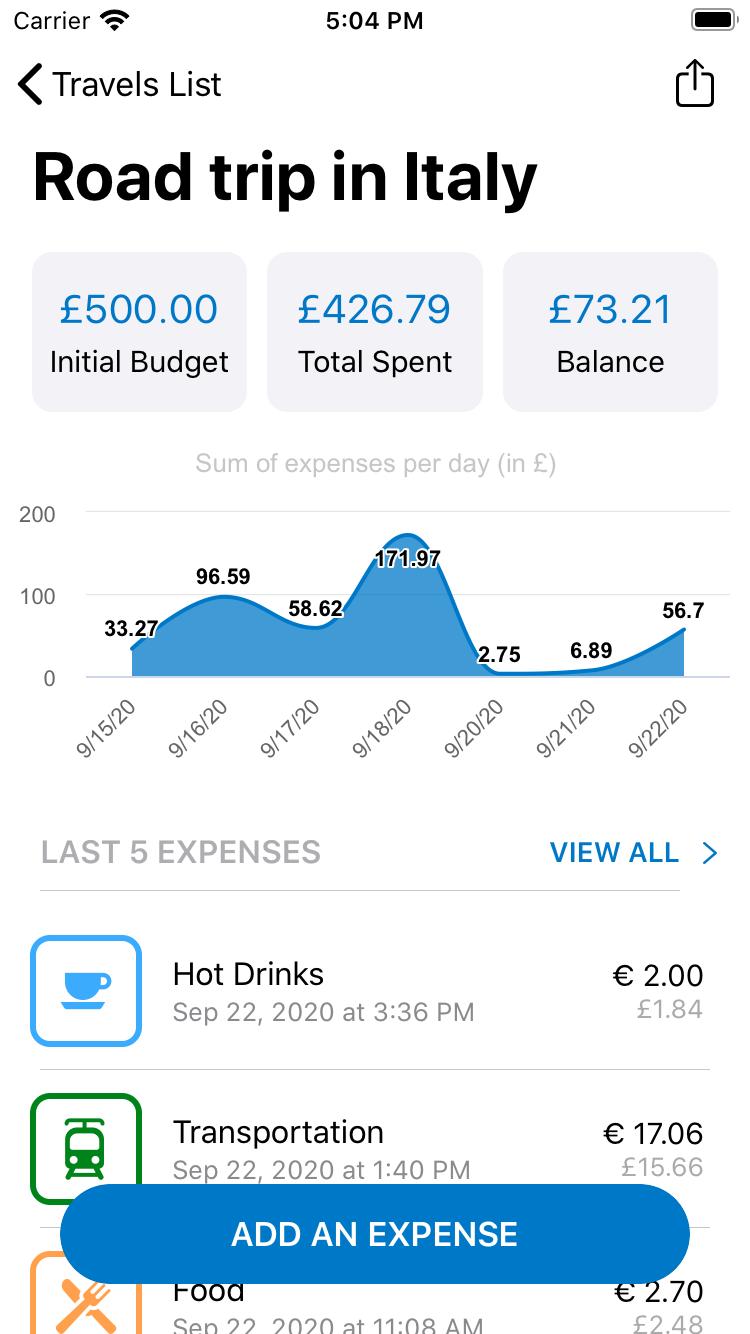 Carrier 5:04 PM
Travels List
Road trip in Italy
£500.00 £426.79 £73.21
Initial Budget Total Spent Balance
Sum of expenses per day (in £)
200
100
0
33.27 96.59 58.62 171.97 2.75 6.89 56.7
9/15/20 9/16/20 9/17/20 9/18/20 9/20/20 9/21/20 9/22/20
LAST 5 EXPENSES VIEW ALL
Hot Drinks € 2.00
Sep 22, 2020 at 3:36 PM £1.84
Transportation € 17.06
Sep 22, 2020 at 1:40 PM £15.66
ADD AN EXPENSE
Food € 2.70
Sep 22, 2020 at 11:08 AM £2.48